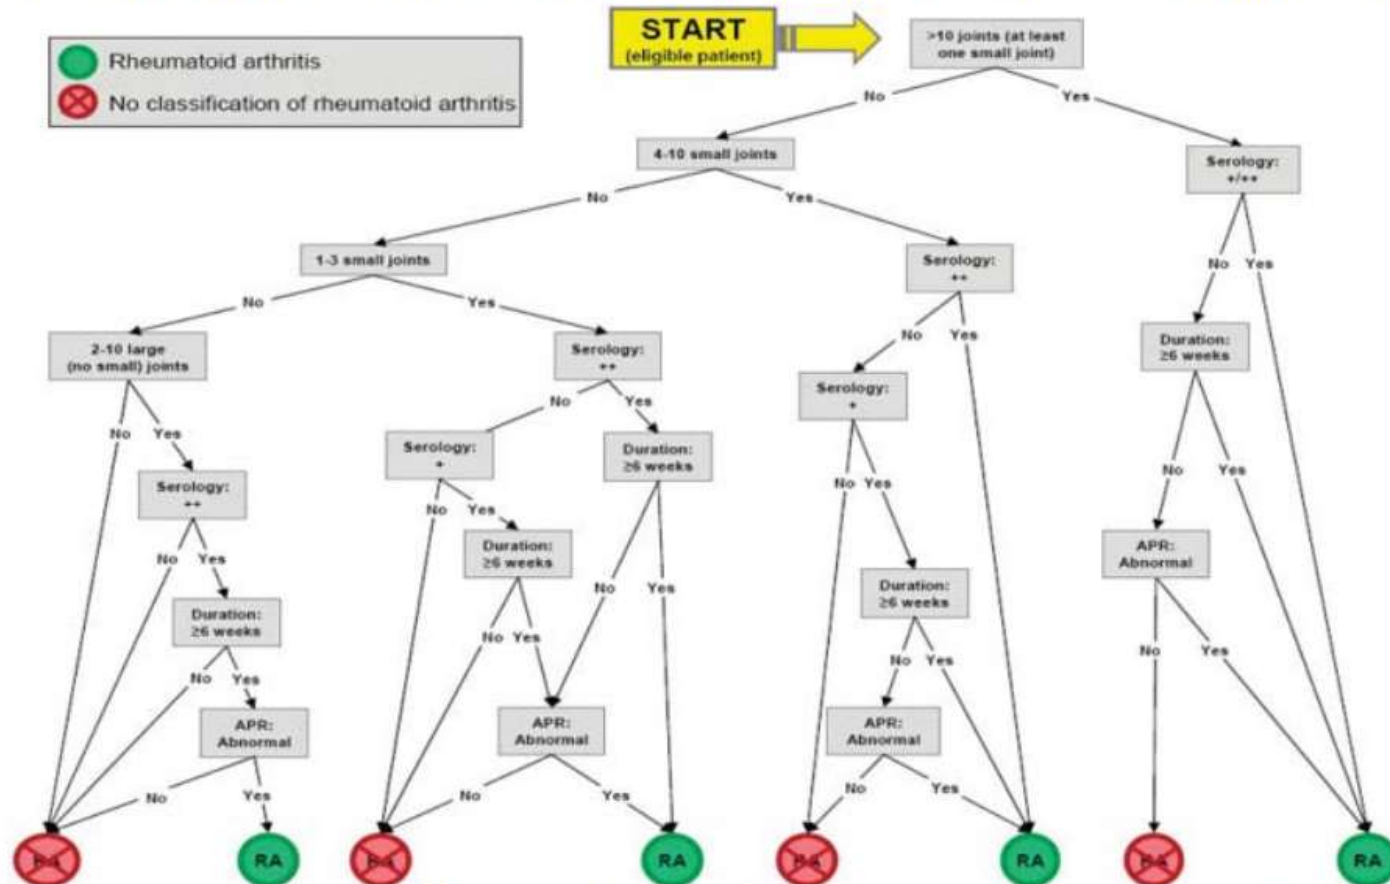 START
(eligible patient)
>10 joints (at least
one small joint)
Rheumatoid arthritis
No classification of rheumatoid arthritis
No
Yes
4-10 small joints
Serology:
+/++
No
Yes
1-3 small joints
Serology:
++
No
Yes
No
Yes
2-10 large
(no small) joints
Serology:
++
No
Yes
Duration:
≥6 weeks
No
Yes
Serology:
+
No
Yes
Serology:
+
Duration:
≥6 weeks
No
Yes
Serology:
++
No
Yes
No
Yes
Duration:
≥6 weeks
No
Yes
Duration:
≥6 weeks
APR:
Abnormal
No
Yes
Duration:
≥6 weeks
No
Yes
No
Yes
No
Yes
No
Yes
APR:
Abnormal
APR:
Abnormal
APR:
Abnormal
No
Yes
No
Yes
No
Yes
RA
RA
RA
RA
RA
RA
RA
RA